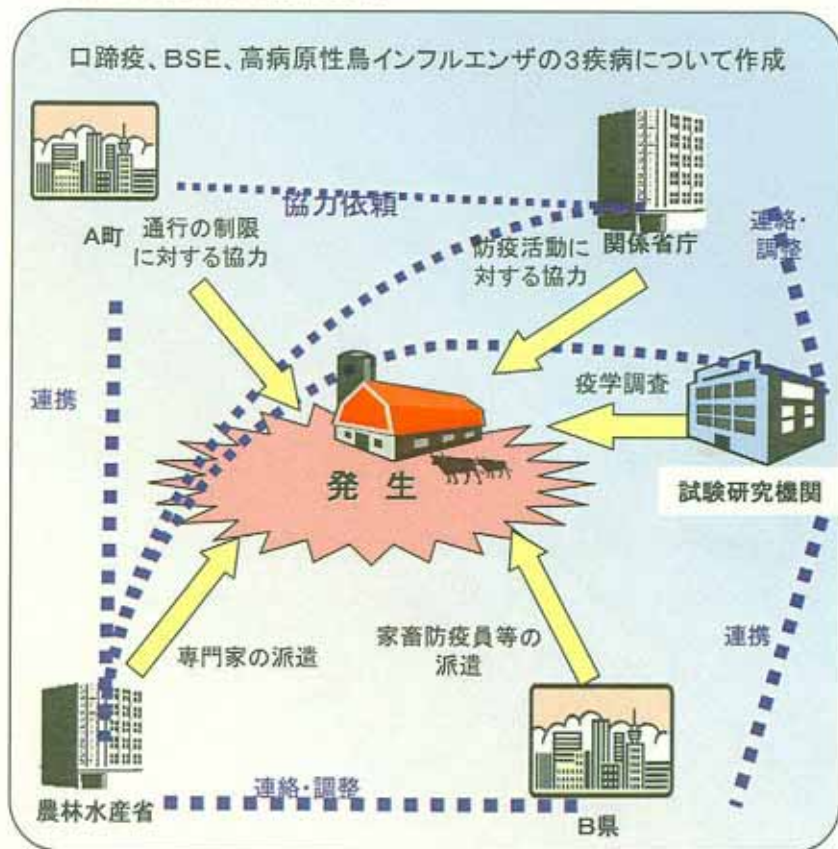 口蹄疫、BSE、高病原性鳥インフルエンザの3疾病について作成
協力依頼
A町
通行の制限
に対する協力
防疫活動に
対する協力
関係省庁
連絡・
調整
連携
疫学調査
発 生
試験研究機関
専門家の派遣
家畜防疫員等の
派遣
連携
農林水産省
連絡・調整
B県